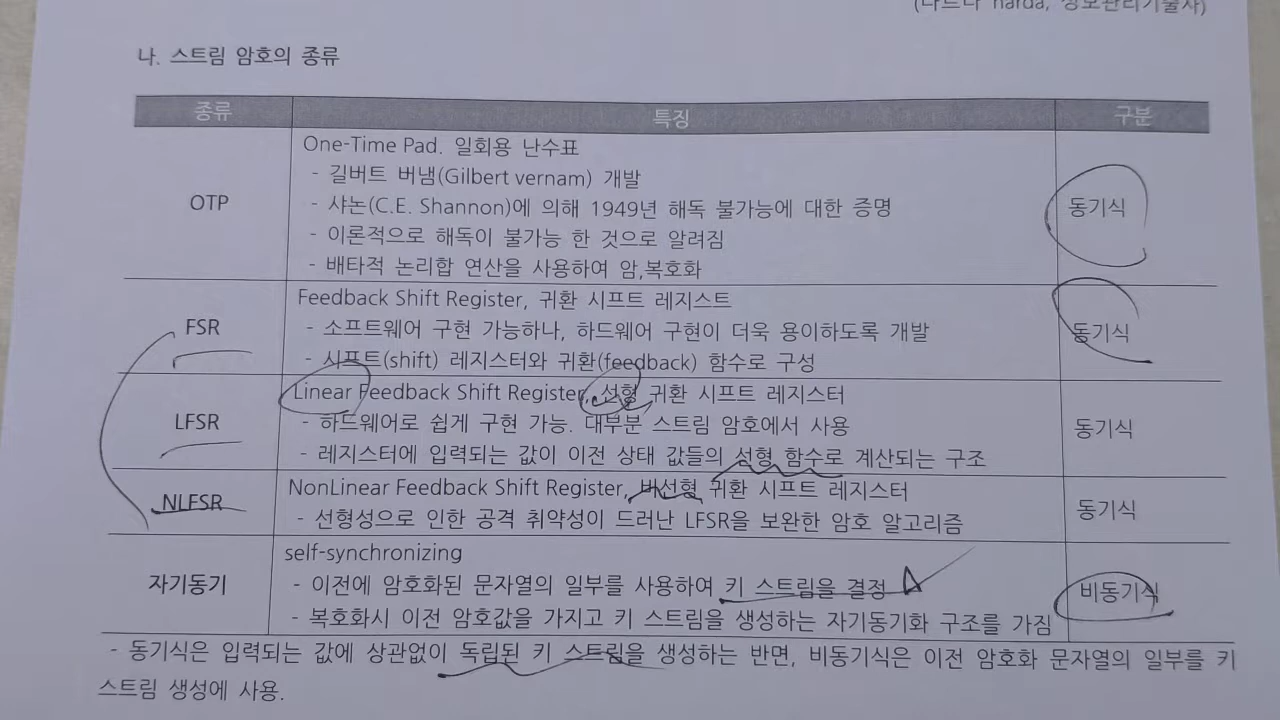 (나르다 narda, 정보관리기술사)
나. 스트림 암호의 종류
종류 특징 구분
One-Time Pad. 일회용 난수표
- 길버트 버냄(Gilbert vernam) 개발
OTP - 샤논(C.E. Shannon)에 의해 1949년 해독 불가능에 대한 증명 동기식
- 이론적으로 해독이 불가능 한 것으로 알려짐
- 배타적 논리합 연산을 사용하여 암,복호화
Feedback Shift Register, 귀환 시프트 레지스트
FSR - 소프트웨어 구현 가능하나, 하드웨어 구현이 더욱 용이하도록 개발 동기식
- 시프트(shift) 레지스터와 귀환(feedback) 함수로 구성
Linear Feedback Shift Register, 선형 귀환 시프트 레지스터
LFSR - 하드웨어로 쉽게 구현 가능. 대부분 스트림 암호에서 사용 동기식
- 레지스터에 입력되는 값이 이전 상태 값들의 선형 함수로 계산되는 구조
NonLinear Feedback Shift Register, 비선형 귀환 시프트 레지스터
NLFSR - 선형성으로 인한 공격 취약성이 드러난 LFSR을 보완한 암호 알고리즘 동기식
self-synchronizing
자기동기 - 이전에 암호화된 문자열의 일부를 사용하여 키 스트림을 결정 비동기식
- 복호화시 이전 암호값을 가지고 키 스트림을 생성하는 자기동기화 구조를 가짐
- 동기식은 입력되는 값에 상관없이 독립된 키 스트림을 생성하는 반면, 비동기식은 이전 암호화 문자열의 일부를 키
스트림 생성에 사용.